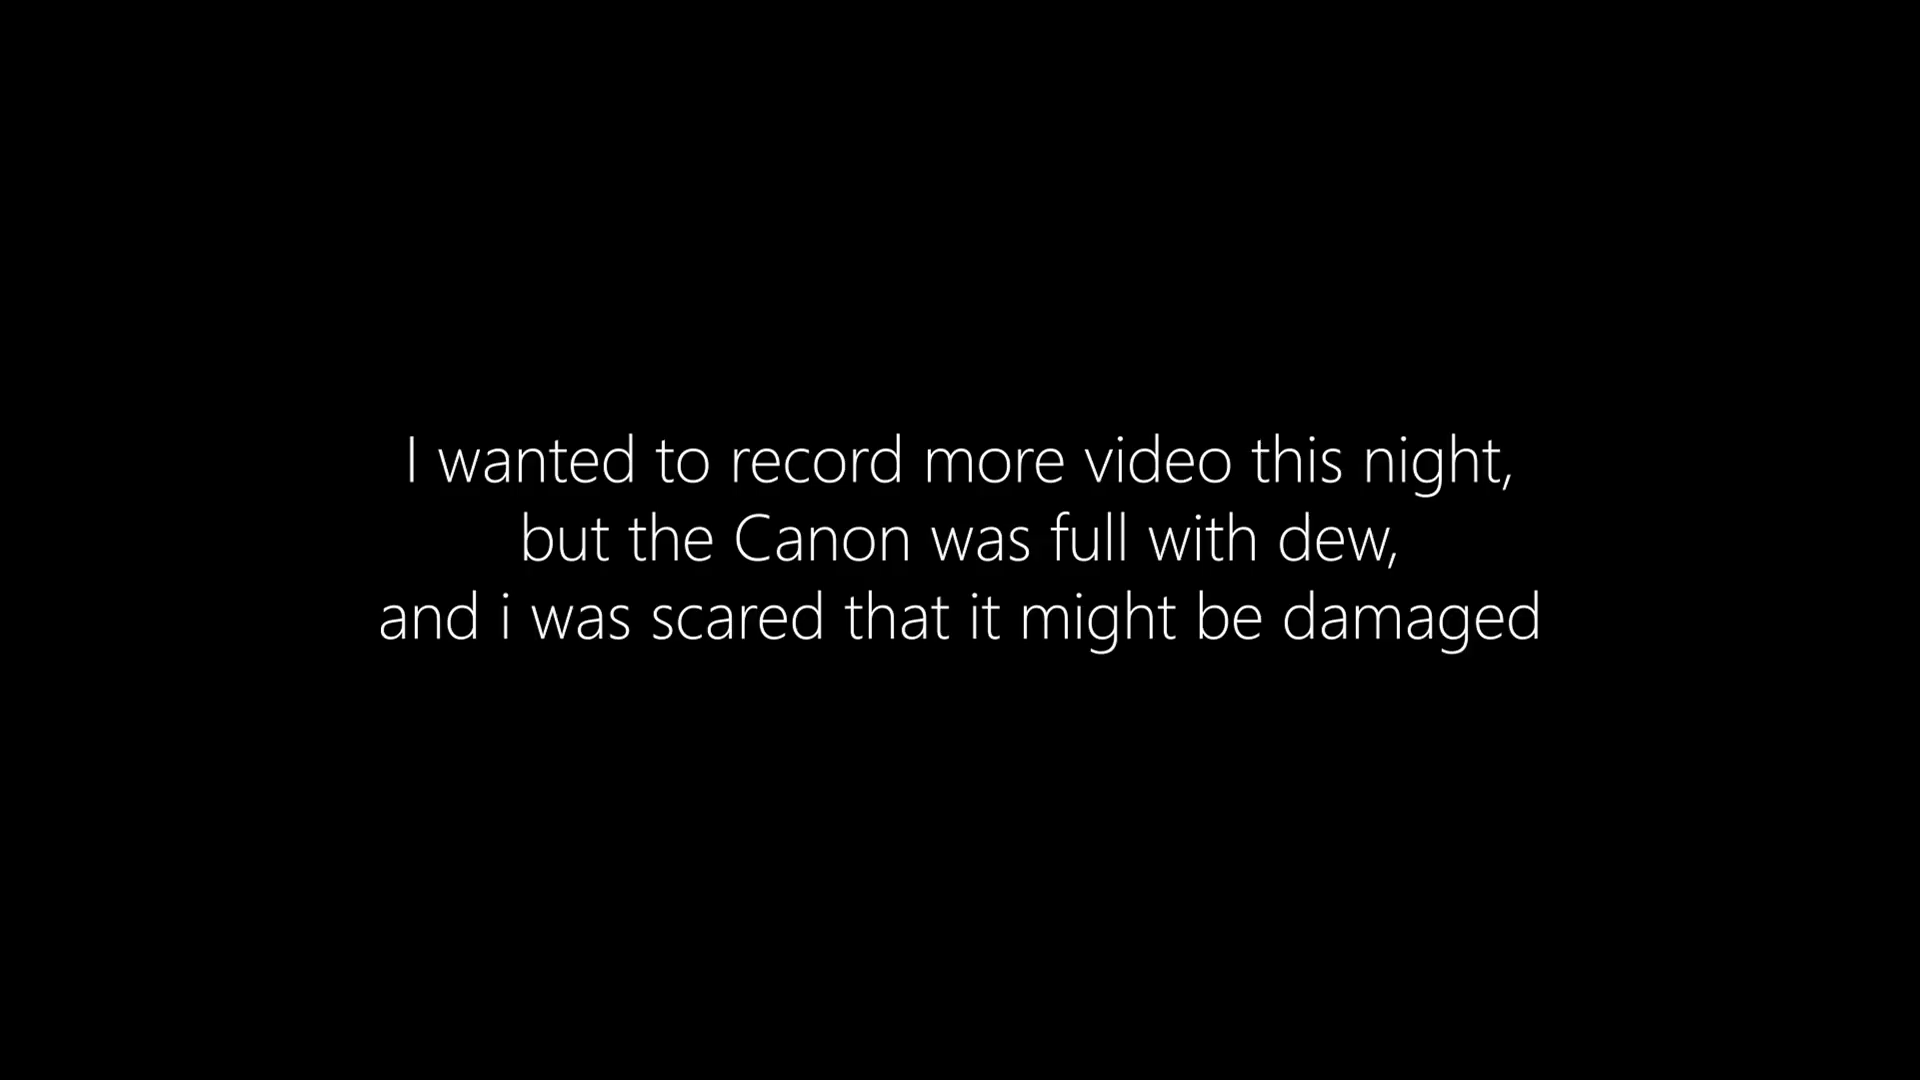 I wanted to record more video this night,
but the Canon was full with dew,
and i was scared that it might be damaged